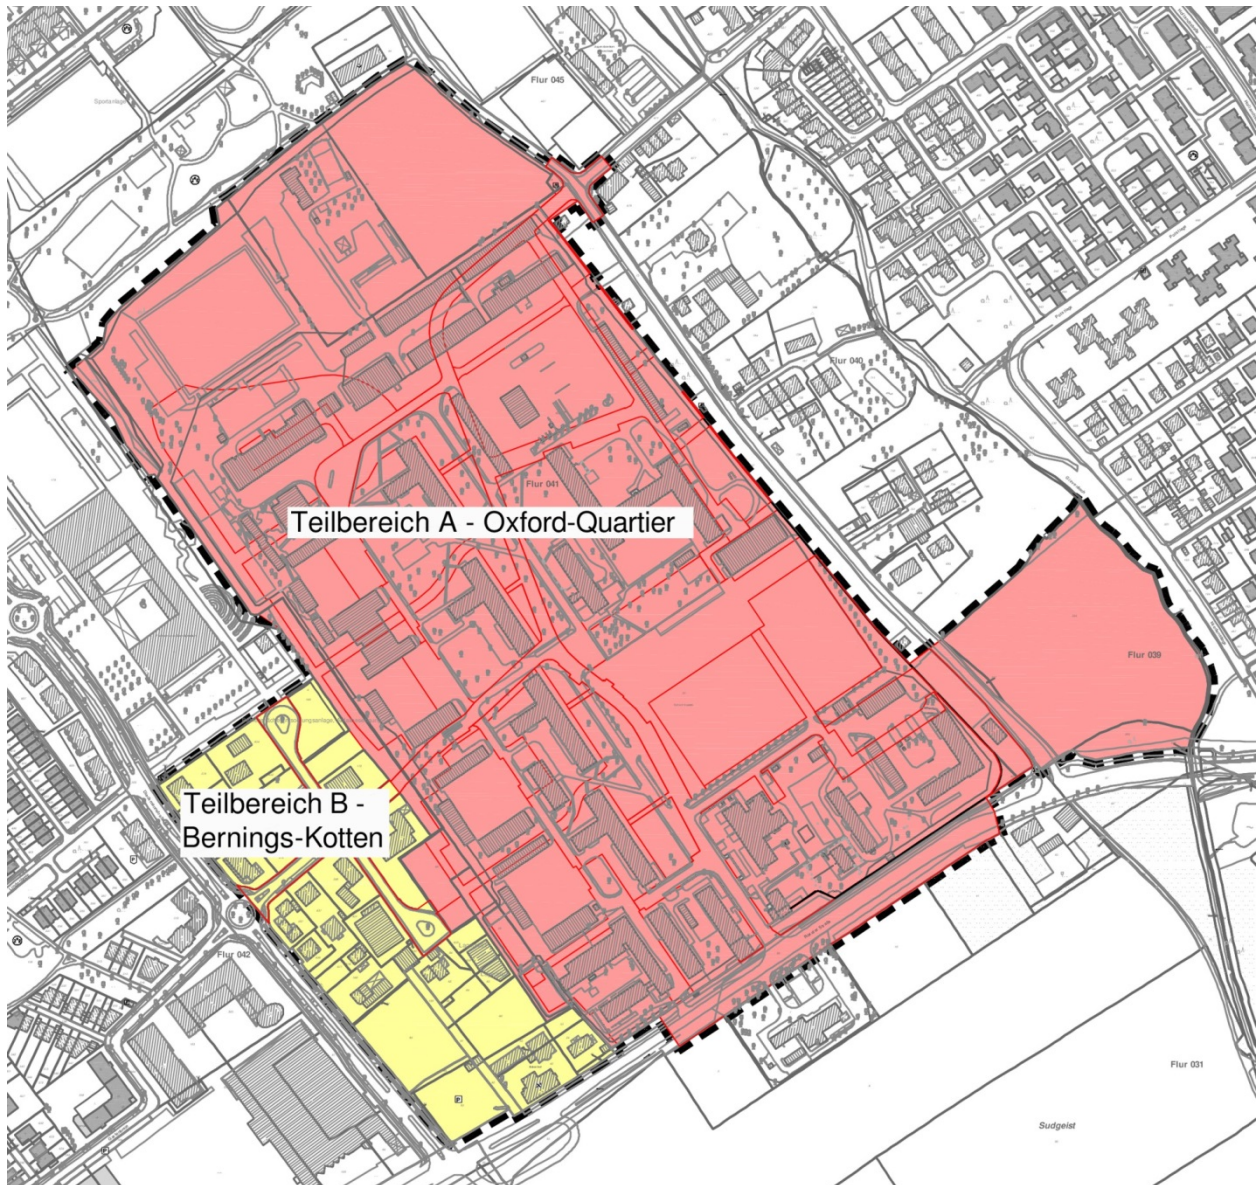 Flur 045
Sportanlage
Flur 040
Flur 041
Teilbereich A - Oxford-Quartier
Flur 039
Teilbereich B -
Bernings-Kotten
Flur 042
Flur 031
Sudgeist